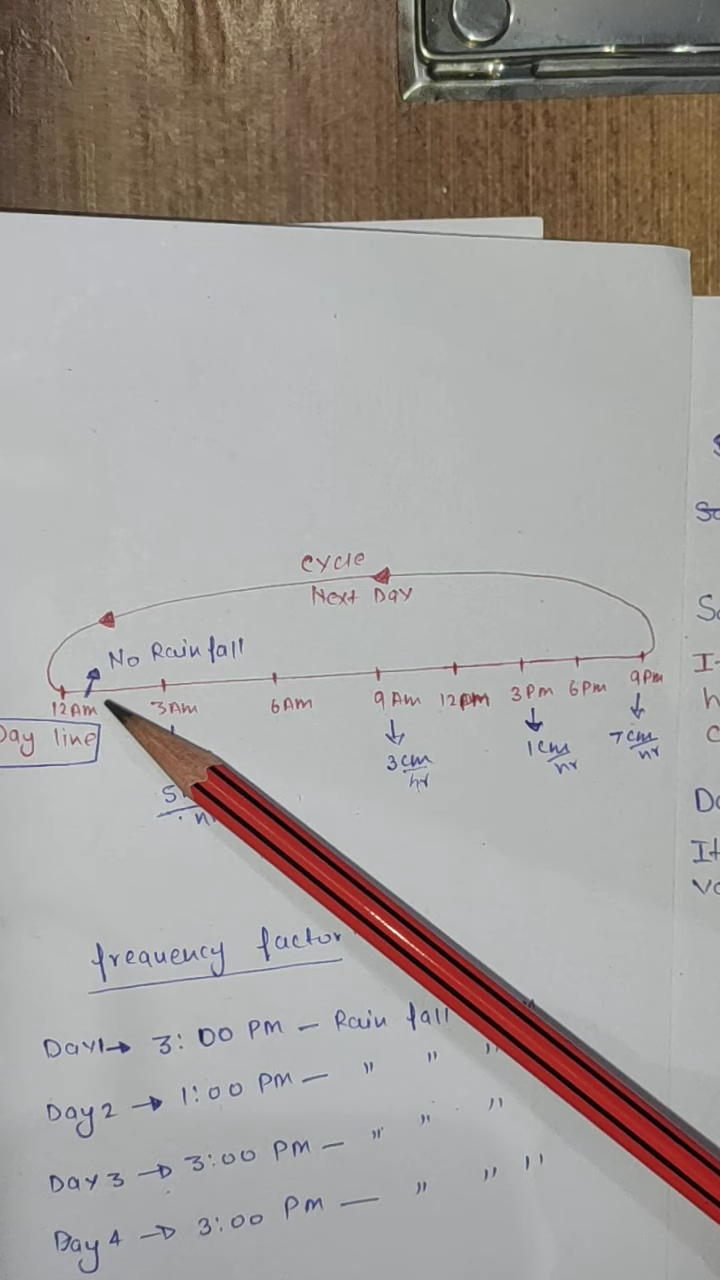 cycle
Next Day
No Rainfall
12AM 3AM 6AM 9AM 12pm 3PM 6PM 9PM
Day line
3cm/hr 1cm/hr 7cm/hr
frequency factor
Day1→ 3:00 PM — Rain fall
Day2 → 1:00 PM — " " "
Day3 → 3:00 PM — " " "
Day4 → 3:00 PM — " " "